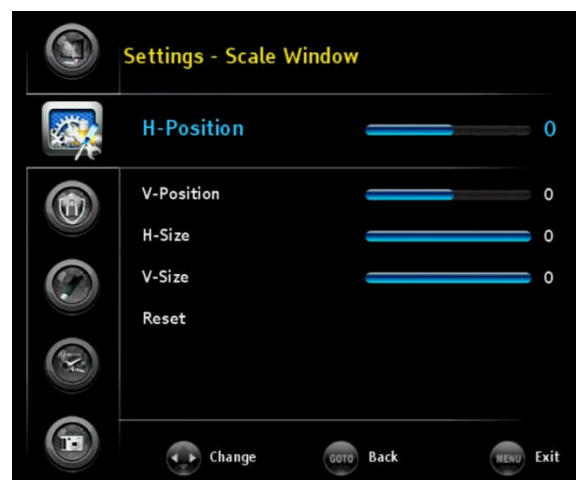 Settings - Scale Window
H-Position 0
V-Position 0
H-Size 0
V-Size 0
Reset
Change GOTO Back MENU Exit